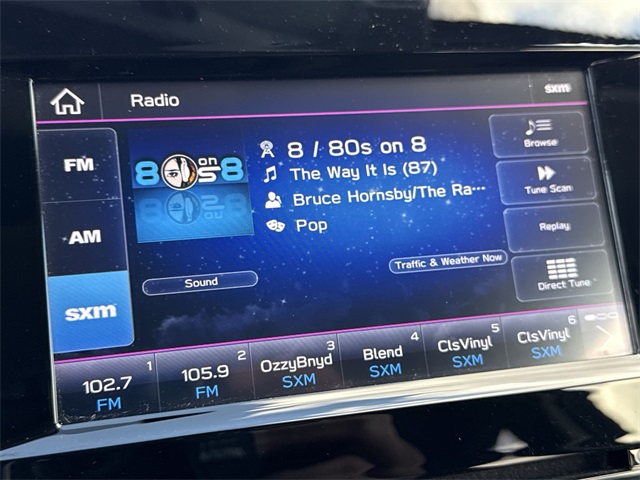 Radio
sxm
FM
AM
sxm
80s on 8
8 / 80s on 8
The Way It Is (87)
Bruce Hornsby/The Ra...
Pop
Sound
Traffic & Weather Now
Browse
Tune Scan
Replay
Direct Tune
1
102.7
FM
2
105.9
FM
3
OzzyBnyd
SXM
4
Blend
SXM
5
ClsVinyl
SXM
6
ClsVinyl
SXM